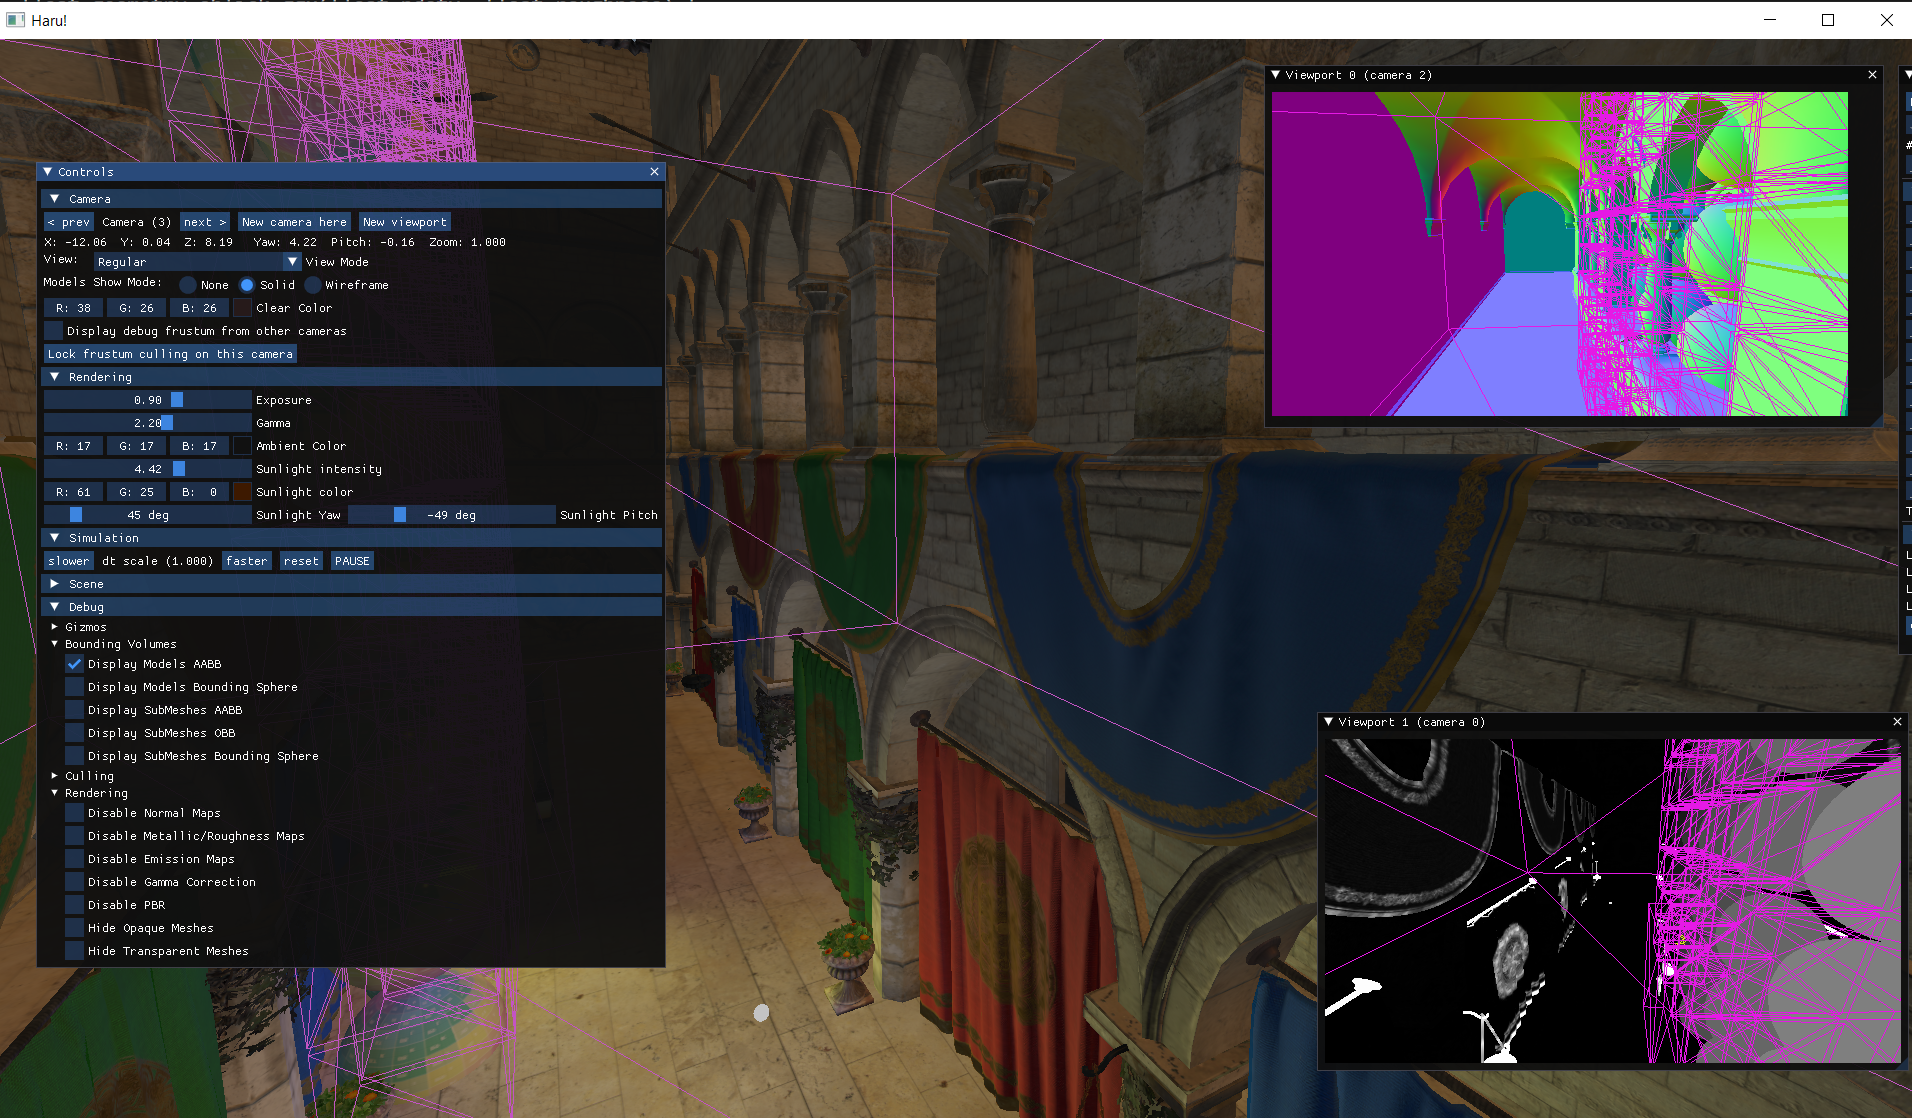 Haru!
Controls
Camera
< prev Camera (3) next > New camera here New viewport
X: -12.06 Y: 0.04 Z: 8.19 Yaw: 4.22 Pitch: -0.16 Zoom: 1.000
View: Regular View Mode
Models Show Mode: None Solid Wireframe
R: 38 G: 26 B: 26 Clear Color
Display debug frustum from other cameras
Lock frustum culling on this camera
Rendering
0.90 Exposure
2.20 Gamma
R: 17 G: 17 B: 17 Ambient Color
4.42 Sunlight intensity
R: 61 G: 25 B: 0 Sunlight color
45 deg Sunlight Yaw -49 deg Sunlight Pitch
Simulation
slower dt scale (1.000) faster reset PAUSE
Scene
Debug
Gizmos
Bounding Volumes
Display Models AABB
Display Models Bounding Sphere
Display SubMeshes AABB
Display SubMeshes OBB
Display SubMeshes Bounding Sphere
Culling
Rendering
Disable Normal Maps
Disable Metallic/Roughness Maps
Disable Emission Maps
Disable Gamma Correction
Disable PBR
Hide Opaque Meshes
Hide Transparent Meshes
Viewport 0 (camera 2)
Viewport 1 (camera 0)